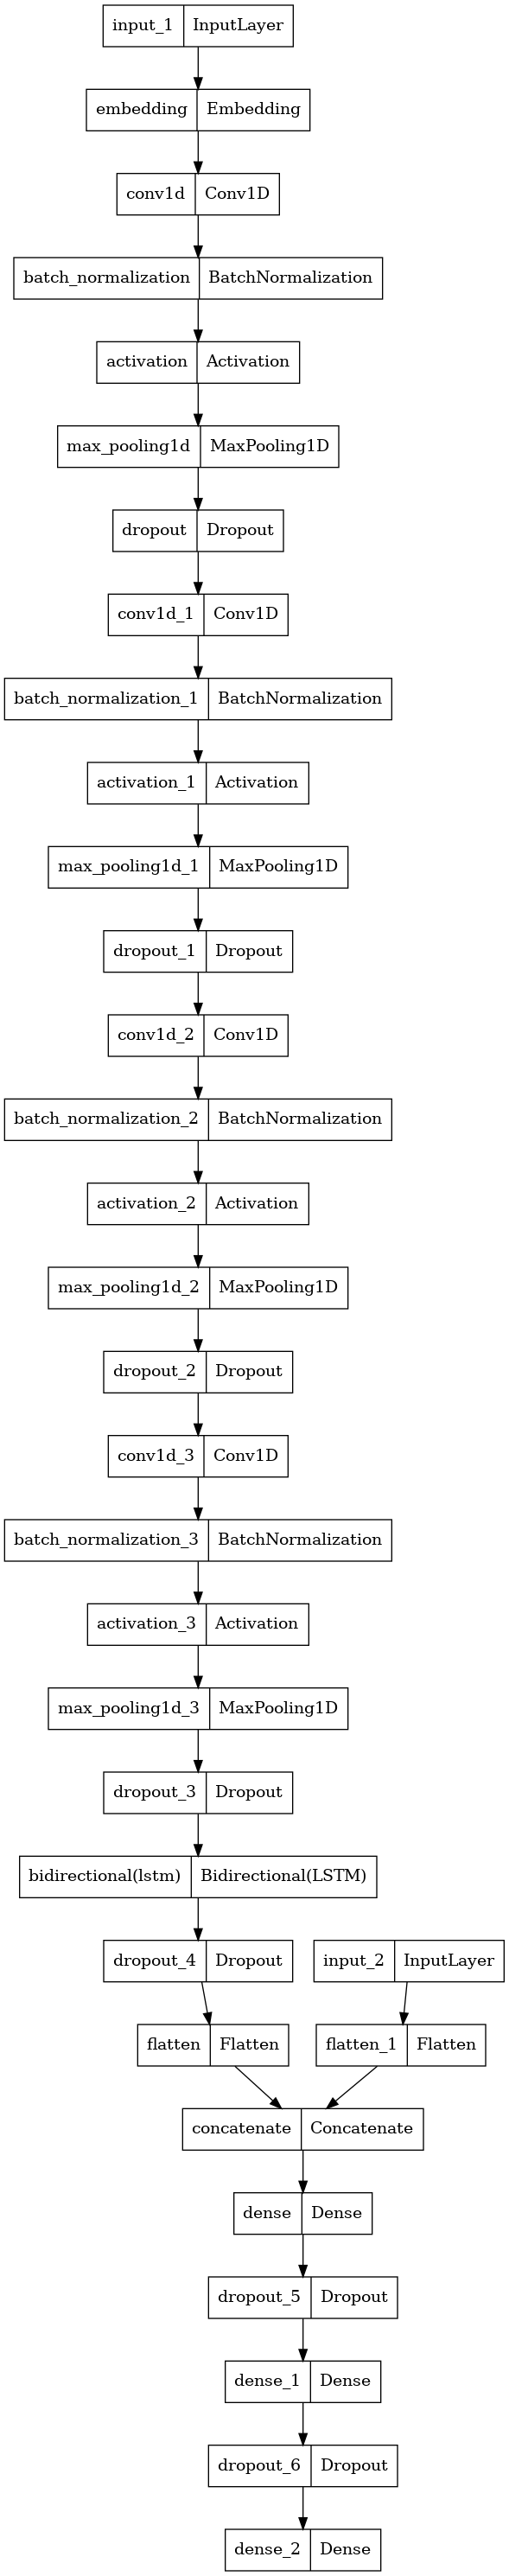 input_1 InputLayer
embedding Embedding
conv1d Conv1D
batch_normalization BatchNormalization
activation Activation
max_pooling1d MaxPooling1D
dropout Dropout
conv1d_1 Conv1D
batch_normalization_1 BatchNormalization
activation_1 Activation
max_pooling1d_1 MaxPooling1D
dropout_1 Dropout
conv1d_2 Conv1D
batch_normalization_2 BatchNormalization
activation_2 Activation
max_pooling1d_2 MaxPooling1D
dropout_2 Dropout
conv1d_3 Conv1D
batch_normalization_3 BatchNormalization
activation_3 Activation
max_pooling1d_3 MaxPooling1D
dropout_3 Dropout
bidirectional(lstm) Bidirectional(LSTM)
dropout_4 Dropout input_2 InputLayer
flatten Flatten flatten_1 Flatten
concatenate Concatenate
dense Dense
dropout_5 Dropout
dense_1 Dense
dropout_6 Dropout
dense_2 Dense